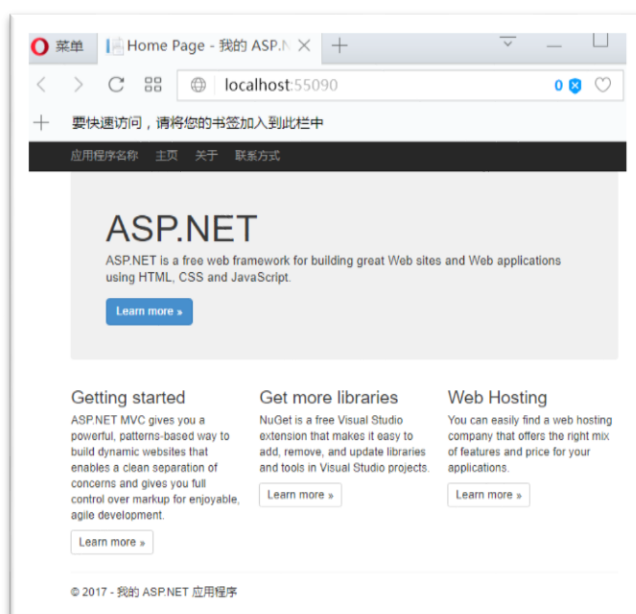 菜单 Home Page - 我的 ASP.N
localhost:55090 0
要快速访问，请将您的书签加入到此栏中
应用程序名称 主页 关于 联系方式
ASP.NET
ASP.NET is a free web framework for building great Web sites and Web applications
using HTML, CSS and JavaScript.
Learn more »
Getting started
ASP.NET MVC gives you a
powerful, patterns-based way to
build dynamic websites that
enables a clean separation of
concerns and gives you full
control over markup for enjoyable,
agile development.
Learn more »
Get more libraries
NuGet is a free Visual Studio
extension that makes it easy to
add, remove, and update libraries
and tools in Visual Studio projects.
Learn more »
Web Hosting
You can easily find a web hosting
company that offers the right mix
of features and price for your
applications.
Learn more »
© 2017 - 我的 ASP.NET 应用程序